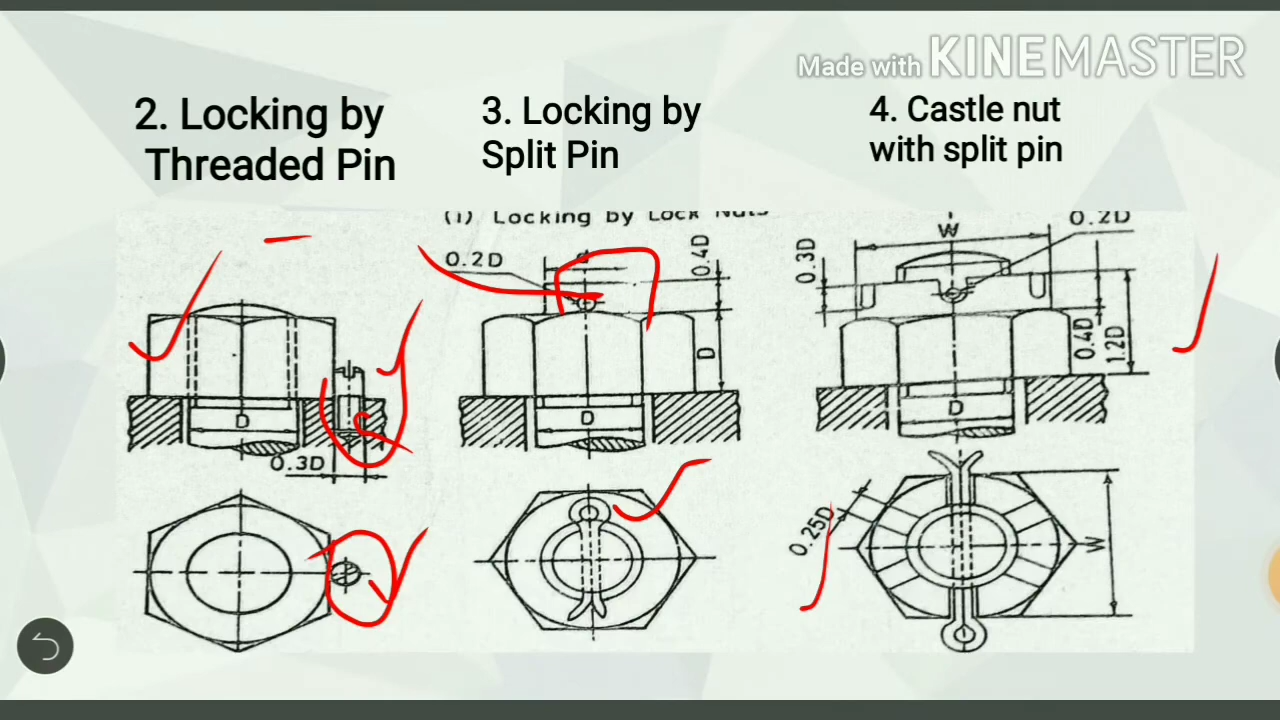 Made with KINEMASTER
2. Locking by
Threaded Pin
3. Locking by
Split Pin
4. Castle nut
with split pin
(i) Locking by Lock Nuts
0.2D
d
0.4D
D
D
0.3D
W
0.2D
0.3D
0.4D
1.2D
D
D
0.25D
W